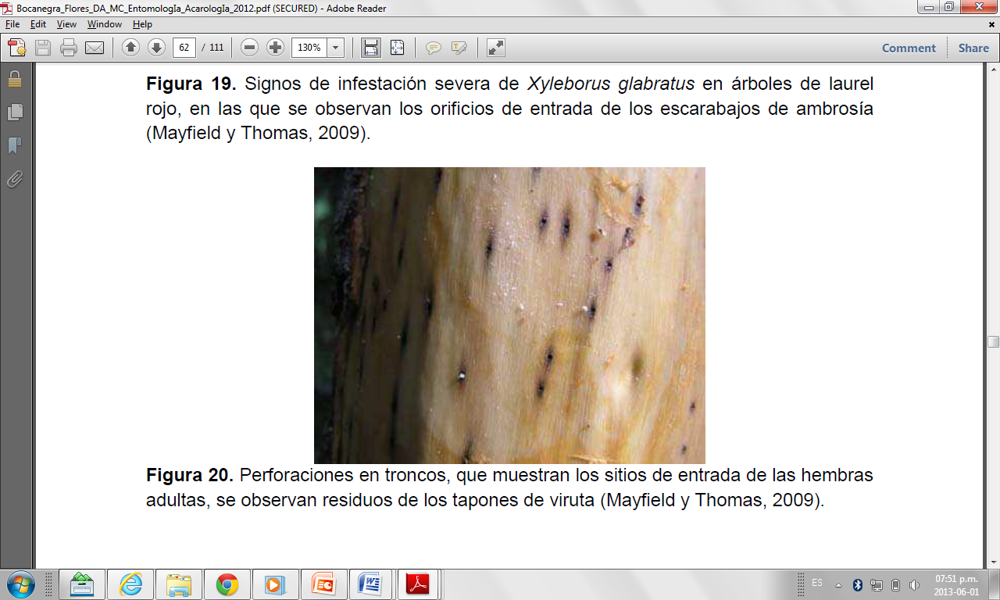 Bocanegra_Flores_DA_MC_EntomologIa_AcarologIa_2012.pdf (SECURED) - Adobe Reader
File Edit View Window Help
62 / 111 130% Comment Share
Figura 19. Signos de infestación severa de Xyleborus glabratus en árboles de laurel
rojo, en las que se observan los orificios de entrada de los escarabajos de ambrosía
(Mayfield y Thomas, 2009).
Figura 20. Perforaciones en troncos, que muestran los sitios de entrada de las hembras
adultas, se observan residuos de los tapones de viruta (Mayfield y Thomas, 2009).
ES 07:51 p.m.
2013-06-01